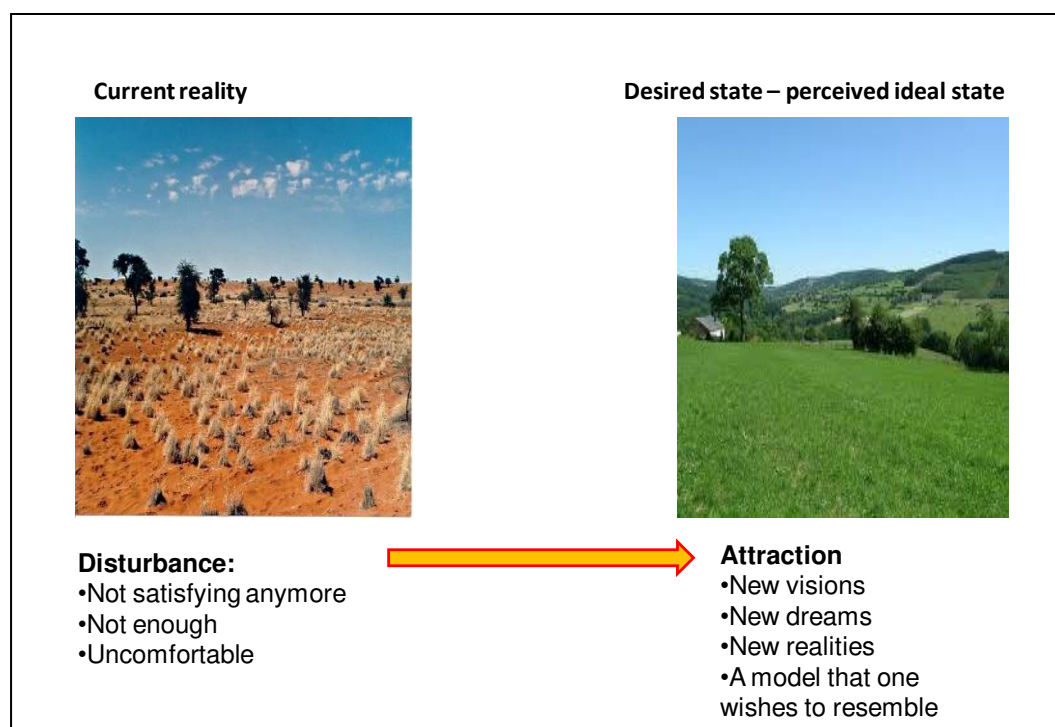 Current reality
Desired state – perceived ideal state
Disturbance:
•Not satisfying anymore
•Not enough
•Uncomfortable
Attraction
•New visions
•New dreams
•New realities
•A model that one
wishes to resemble